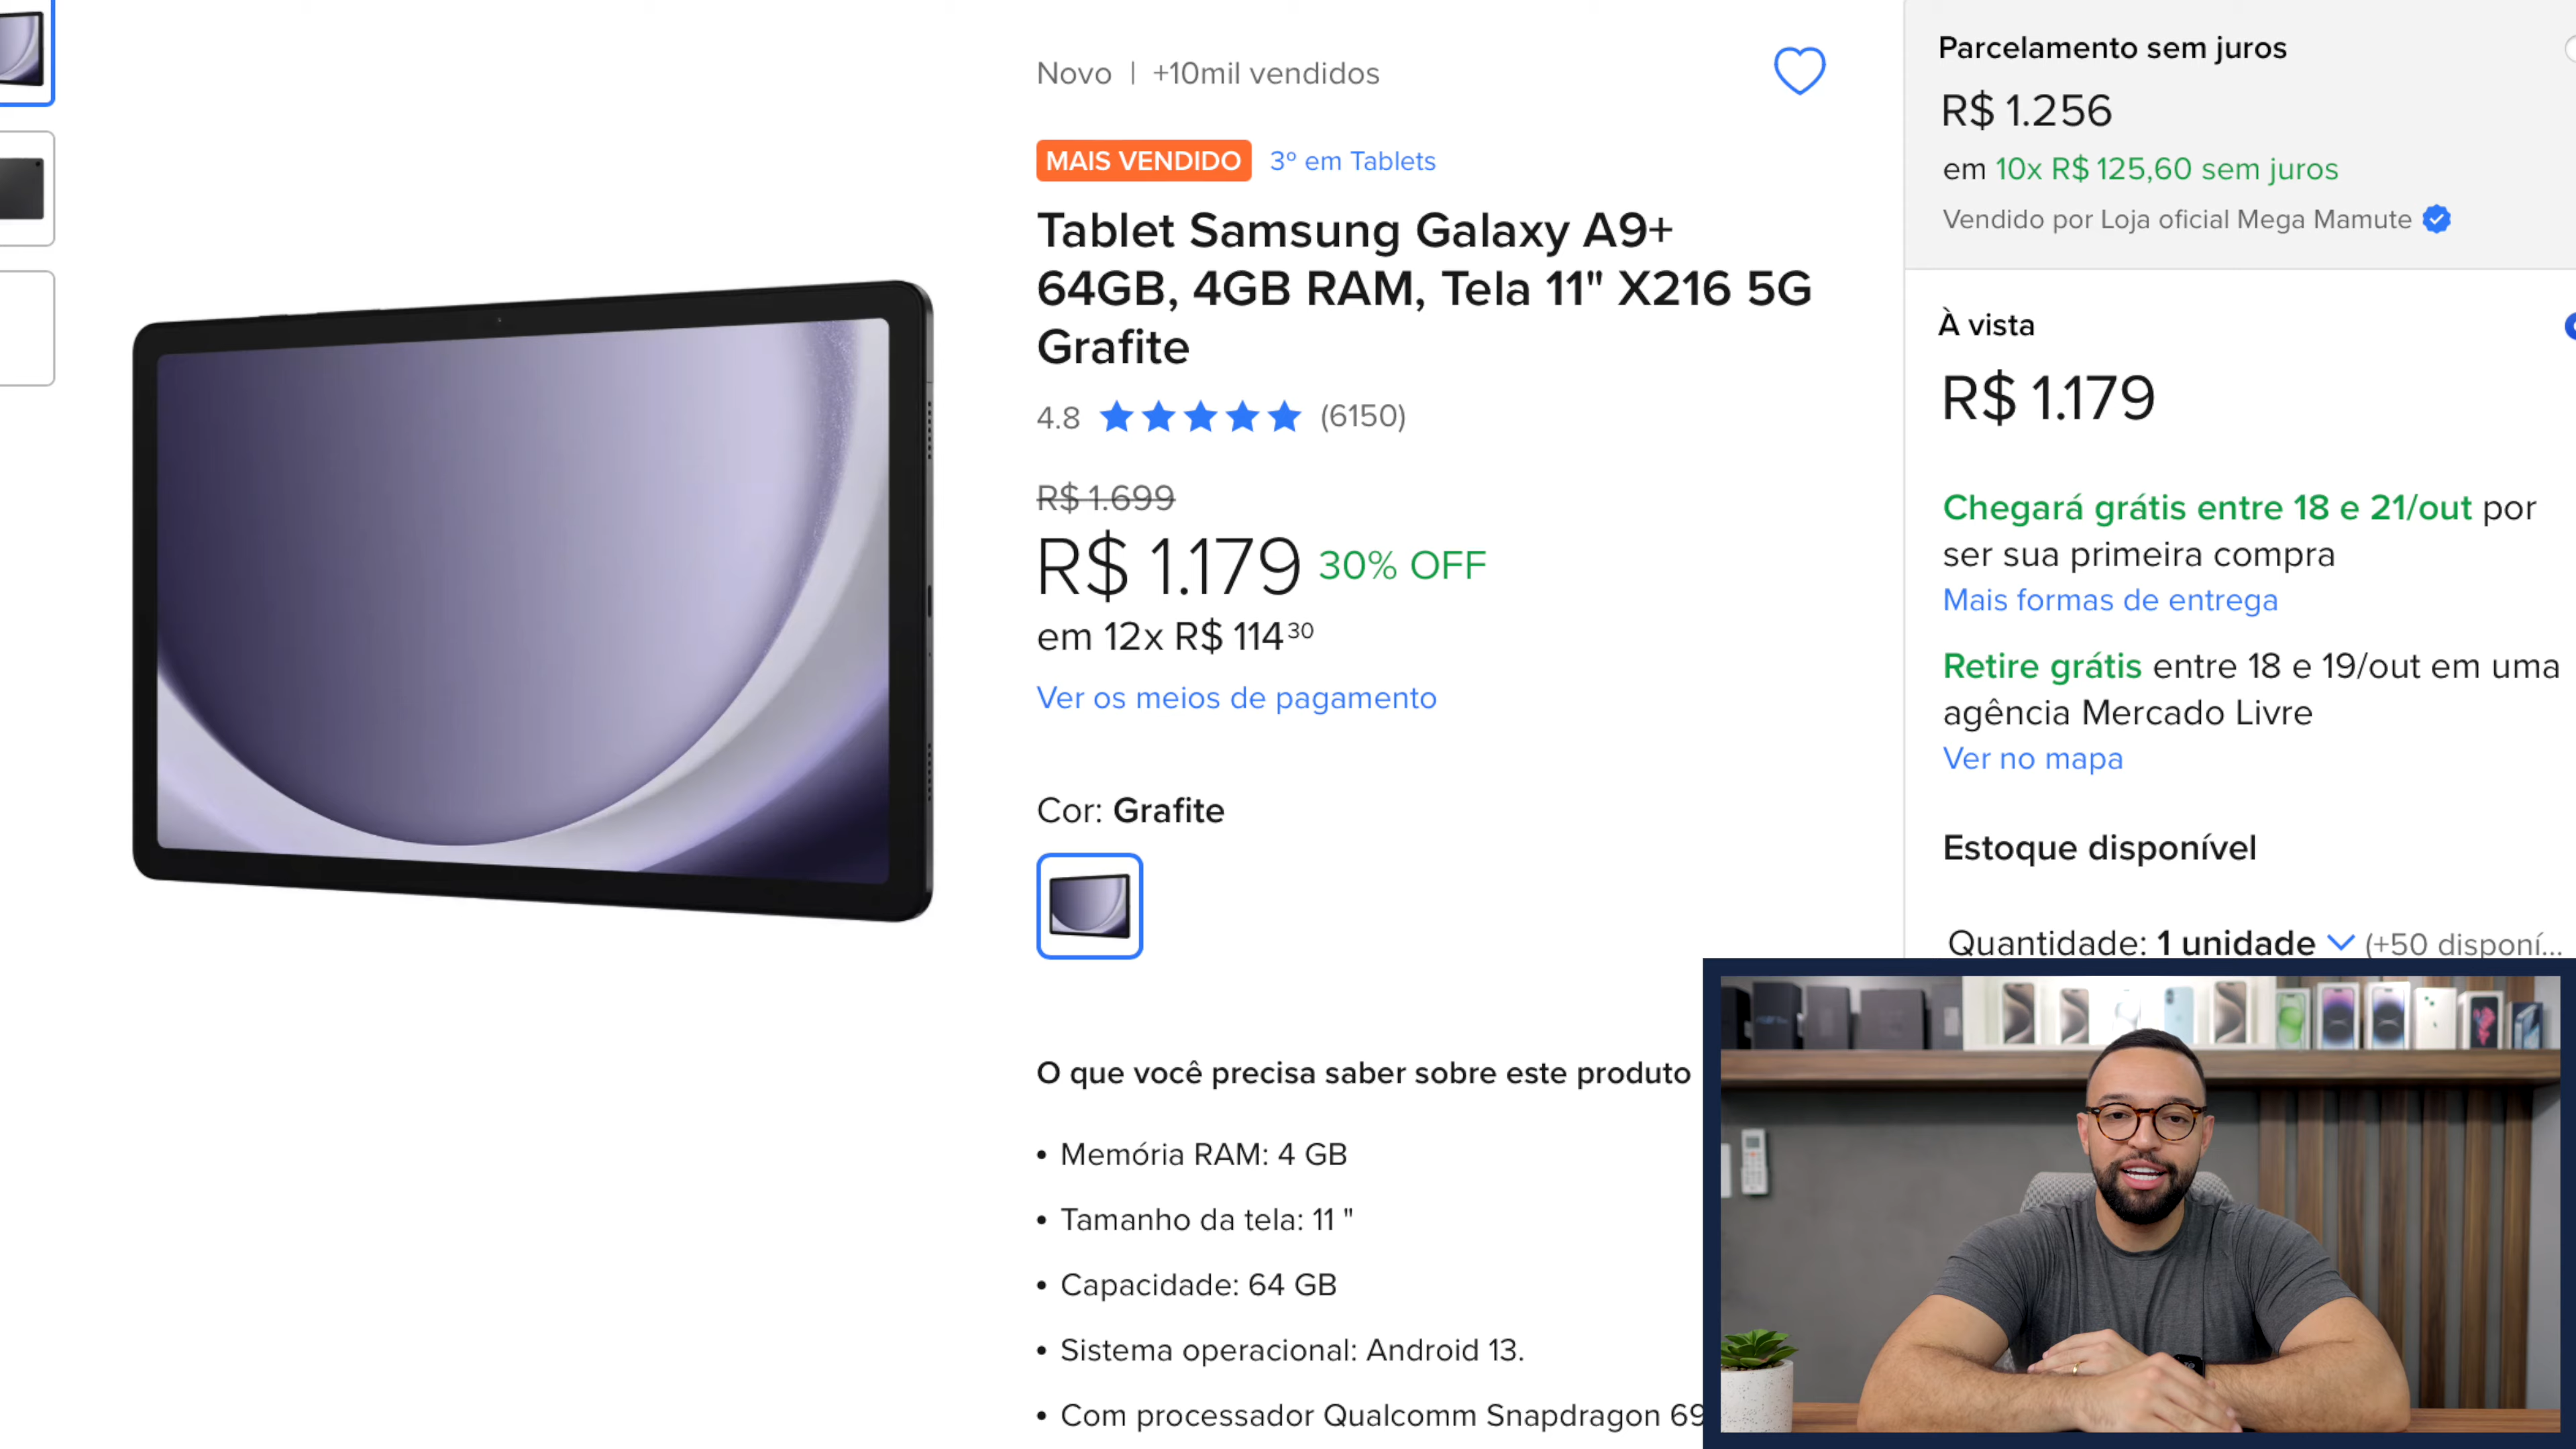 Novo | +10mil vendidos
MAIS VENDIDO 3º em Tablets
Tablet Samsung Galaxy A9+
64GB, 4GB RAM, Tela 11" X216 5G
Grafite
4.8 (6150)
R$ 1.699
R$ 1.179 30% OFF
em 12x R$ 114 30
Ver os meios de pagamento
Cor: Grafite
O que você precisa saber sobre este produto
• Memória RAM: 4 GB
• Tamanho da tela: 11 "
• Capacidade: 64 GB
• Sistema operacional: Android 13.
• Com processador Qualcomm Snapdragon 69
Parcelamento sem juros
R$ 1.256
em 10x R$ 125,60 sem juros
Vendido por Loja oficial Mega Mamute
À vista
R$ 1.179
Chegará grátis entre 18 e 21/out por
ser sua primeira compra
Mais formas de entrega
Retire grátis entre 18 e 19/out em uma
agência Mercado Livre
Ver no mapa
Estoque disponível
Quantidade: 1 unidade (+50 disponí...